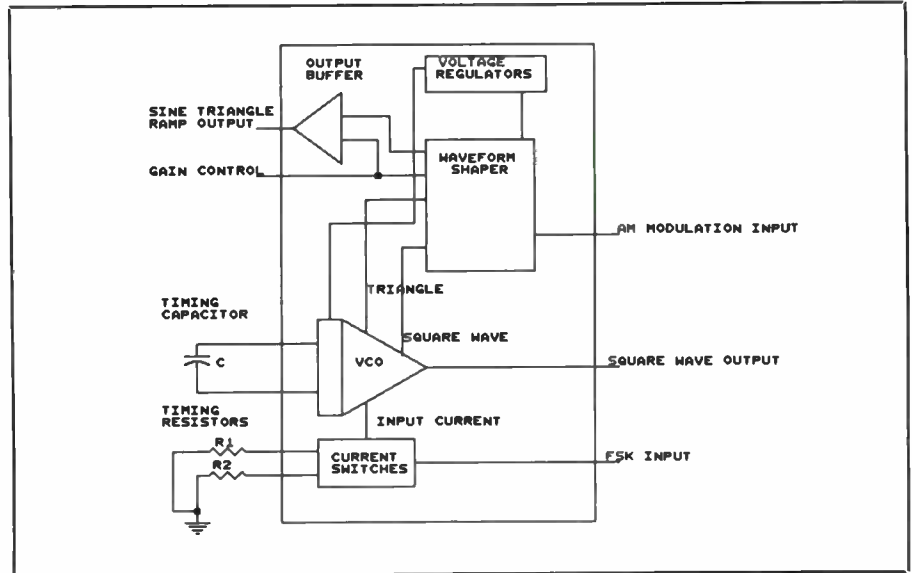 OUTPUT
BUFFER
VOLTAGE
REGULATORS
SINE TRIANGLE
RAMP OUTPUT
WAVEFORM
SHAPER
GAIN CONTROL
AM MODULATION INPUT
TRIANGLE
TIMING
CAPACITOR
SQUARE WAVE
C
VCO
SQUARE WAVE OUTPUT
TIMING
RESISTORS
INPUT CURRENT
R1
R2
CURRENT
SWITCHES
FSK INPUT